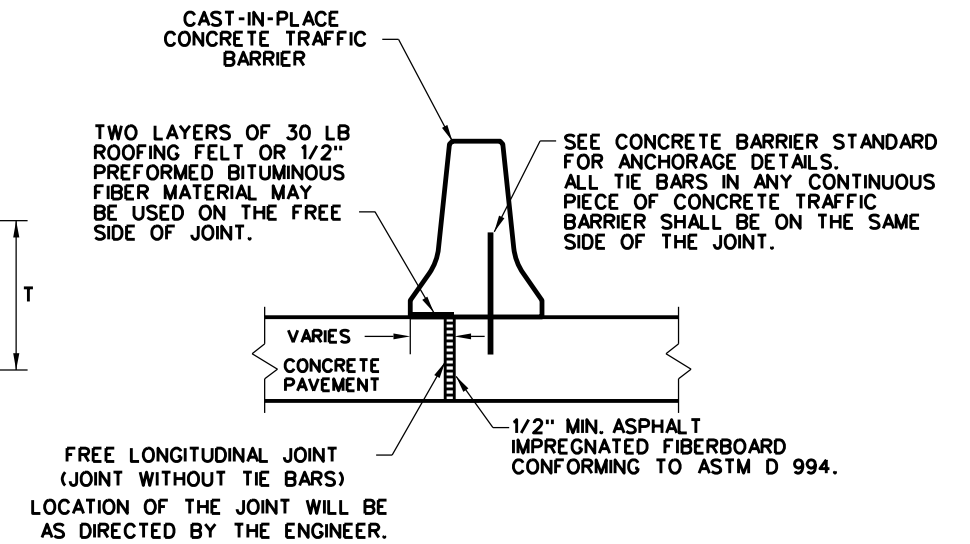 CAST-IN-PLACE
CONCRETE TRAFFIC
BARRIER
TWO LAYERS OF 30 LB
ROOFING FELT OR 1/2"
PREFORMED BITUMINOUS
FIBER MATERIAL MAY
BE USED ON THE FREE
SIDE OF JOINT.
SEE CONCRETE BARRIER STANDARD
FOR ANCHORAGE DETAILS.
ALL TIE BARS IN ANY CONTINUOUS
PIECE OF CONCRETE TRAFFIC
BARRIER SHALL BE ON THE SAME
SIDE OF THE JOINT.
T
VARIES
CONCRETE
PAVEMENT
FREE LONGITUDINAL JOINT
(JOINT WITHOUT TIE BARS)
LOCATION OF THE JOINT WILL BE
AS DIRECTED BY THE ENGINEER.
1/2" MIN. ASPHALT
IMPREGNATED FIBERBOARD
CONFORMING TO ASTM D 994.